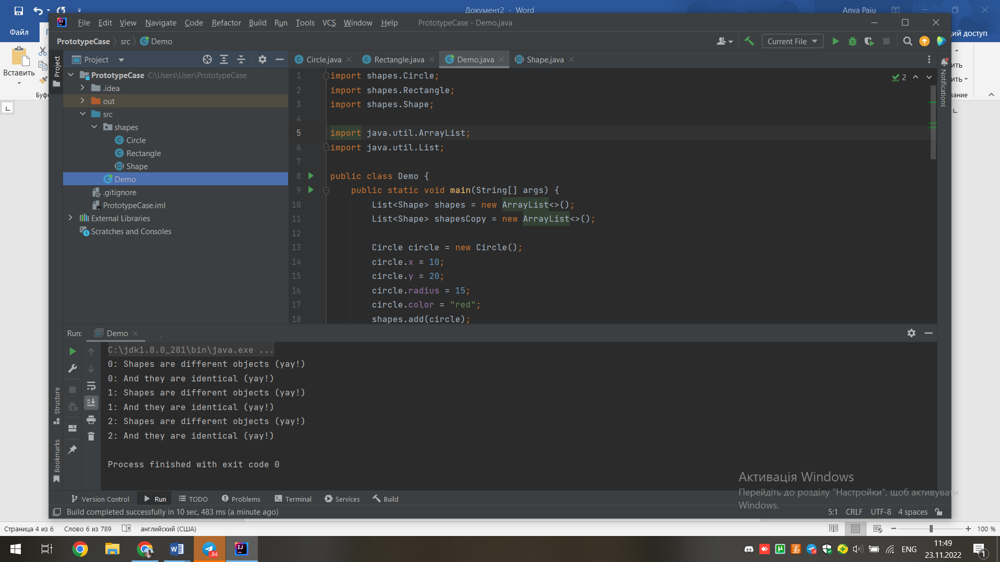 Документ2 - Word
Anya Paiu
Файл
File Edit View Navigate Code Refactor Build Run Tools VCS Window Help PrototypeCase - Demo.java
PrototypeCase src Demo
Current File
ий доступ
Вставить
Буфе
ить
ить
вание
Project
Project
Circle.java Rectangle.java Demo.java Shape.java
Notifications
PrototypeCase C:\Users\User\PrototypeCase
.idea
out
src
shapes
Circle
Rectangle
Shape
Demo
.gitignore
PrototypeCase.iml
External Libraries
Scratches and Consoles
2
1 import shapes.Circle;
2 import shapes.Rectangle;
3 import shapes.Shape;
4
5 import java.util.ArrayList;
6 import java.util.List;
7
8 public class Demo {
9 public static void main(String[] args) {
10 List<Shape> shapes = new ArrayList<>();
11 List<Shape> shapesCopy = new ArrayList<>();
12
13 Circle circle = new Circle();
14 circle.x = 10;
15 circle.y = 20;
16 circle.radius = 15;
17 circle.color = "red";
18 shapes.add(circle);
Run: Demo
C:\jdk1.8.0_281\bin\java.exe ...
0: Shapes are different objects (yay!)
0: And they are identical (yay!)
1: Shapes are different objects (yay!)
1: And they are identical (yay!)
2: Shapes are different objects (yay!)
2: And they are identical (yay!)
Process finished with exit code 0
Structure
Bookmarks
Активація Windows
Перейдіть до розділу "Настройки", щоб активувати
Windows.
Version Control Run TODO Problems Terminal Services Build
Build completed successfully in 10 sec, 483 ms (a minute ago)
5:1 CRLF UTF-8 4 spaces
Страница 4 из 6 Слово 6 из 789 английский (США)
100 %
..84
ENG
11:49
23.11.2022
1